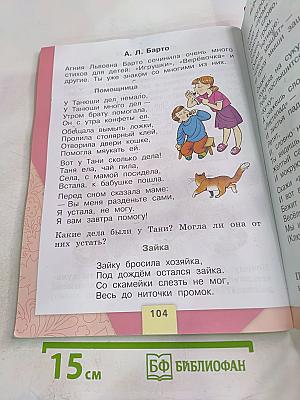 А. Л. Барто
Агния Львовна Барто сочинила очень много
стихов для детей: «Игрушки», «Верёвочка» и
другие. Ты уже знаком со многими из них.
Помощница
У Танюши дел немало,
У Танюши много дел —
Утром брату помогала,
Он с утра конфеты ел.
Обещала вымыть ложки,
Пролила столярный клей,
Отворила двери кошке,
Помогла мяукать ей.
Вот у Тани сколько дела!
Таня ела, чай пила,
Села, с мамой посидела,
Встала, к бабушке пошла.
Перед сном сказала маме:
— Вы меня разденьте сами,
Я устала, не могу,
Я вам завтра помогу!
Какие дела были у Тани? Могла ли она от
них устать?
Зайка
Зайку бросила хозяйка,
Под дождём остался зайка.
Со скамейки слезть не мог,
Весь до ниточки промок.
104
15 см
БФ БИБЛИОФАН